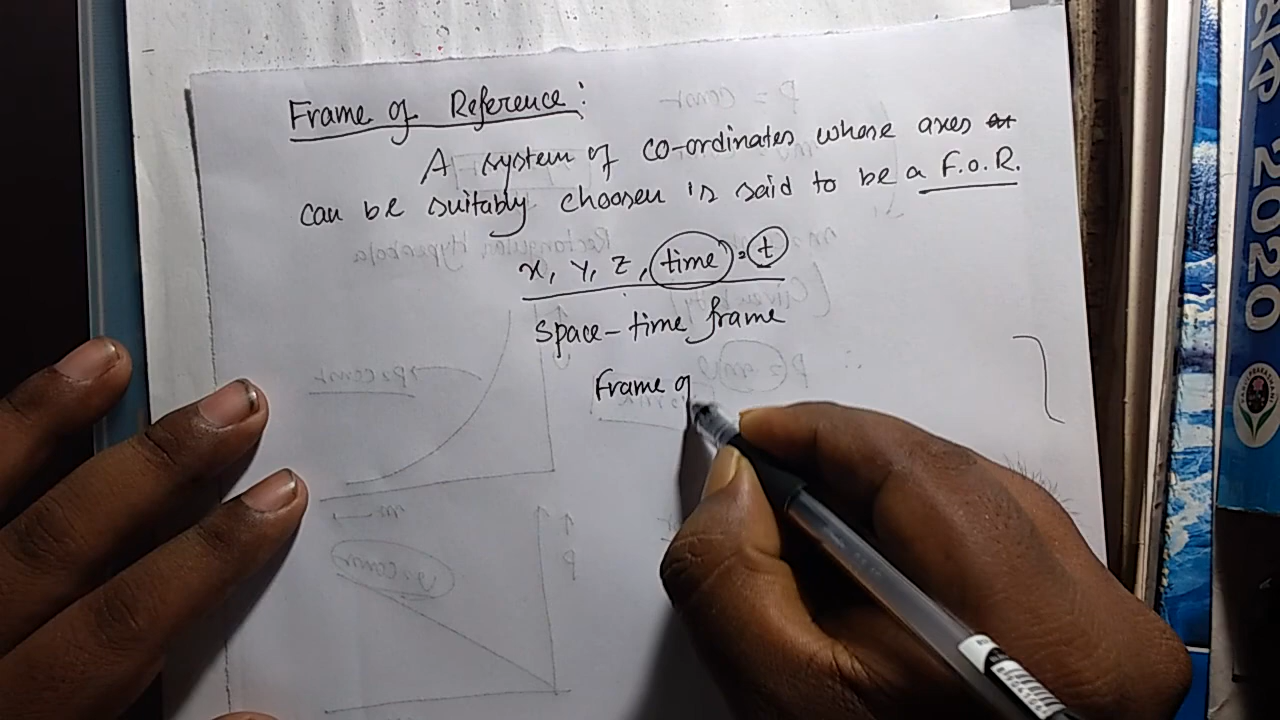 Frame of Reference:
A system of co-ordinates whose axes
can be suitably choosen is said to be a F.O.R.
x, y, z, time = t
Space-time frame
Frame of
2020